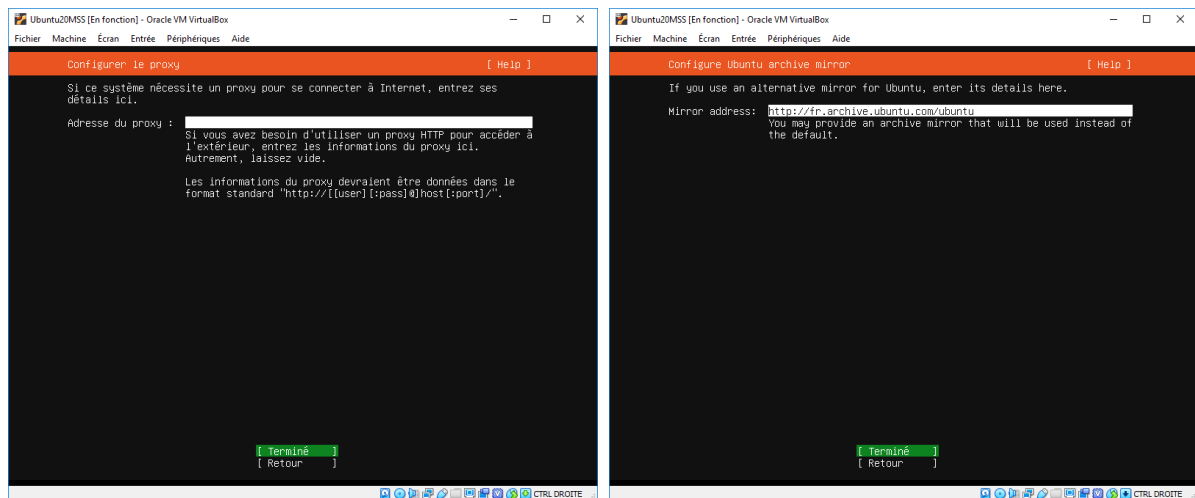 Ubuntu20MSS [En fonction] - Oracle VM VirtualBox
Fichier Machine Écran Entrée Périphériques Aide
Configurer le proxy [ Help ]
Si ce système nécessite un proxy pour se connecter à Internet, entrez ses
détails ici.
Adresse du proxy :
Si vous avez besoin d'utiliser un proxy HTTP pour accéder à
l'extérieur, entrez les informations du proxy ici.
Autrement, laissez vide.
Les informations du proxy devraient être données dans le
format standard "http://[[user][:pass]@]host[:port]/".
[ Terminé ]
[ Retour ]
CTRL DROITE
Ubuntu20MSS [En fonction] - Oracle VM VirtualBox
Fichier Machine Écran Entrée Périphériques Aide
Configure Ubuntu archive mirror [ Help ]
If you use an alternative mirror for Ubuntu, enter its details here.
Mirror address: http://fr.archive.ubuntu.com/ubuntu
You may provide an archive mirror that will be used instead of
the default.
[ Terminé ]
[ Retour ]
CTRL DROITE